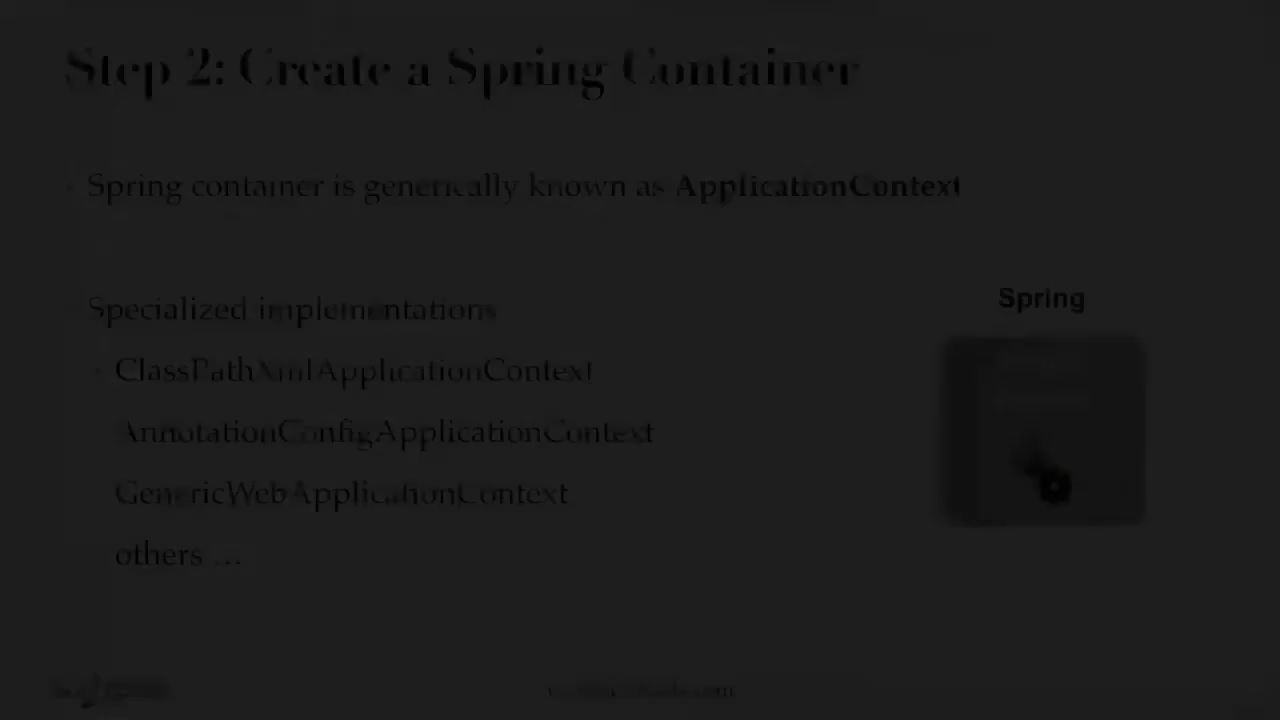 Step 2: Create a Spring Container
Spring container is generically known as ApplicationContext
Specialized implementations
Spring
ClassPathXmlApplicationContext
AnnotationConfigApplicationContext
GenericWebApplicationContext
others ...